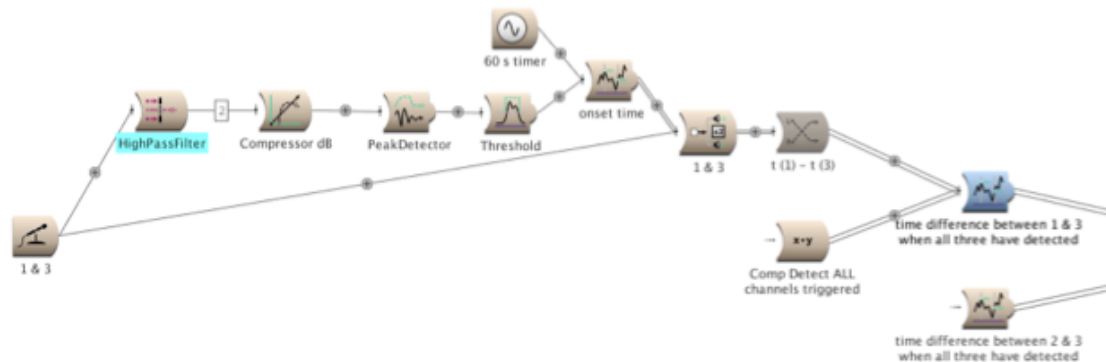 60 s timer
onset time
2
HighPassFilter
Compressor dB
PeakDetector
Threshold
1 & 3
t (1) - t (3)
1 & 3
x*y
Comp Detect ALL
channels triggered
time difference between 1 & 3
when all three have detected
time difference between 2 & 3
when all three have detected